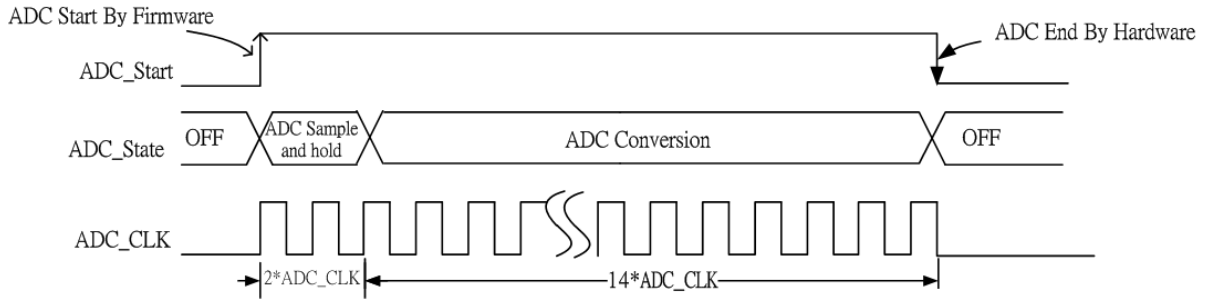 ADC Start By Firmware
ADC End By Hardware
ADC_Start
ADC_State
OFF
ADC Sample
and hold
ADC Conversion
OFF
ADC_CLK
2*ADC_CLK
14*ADC_CLK